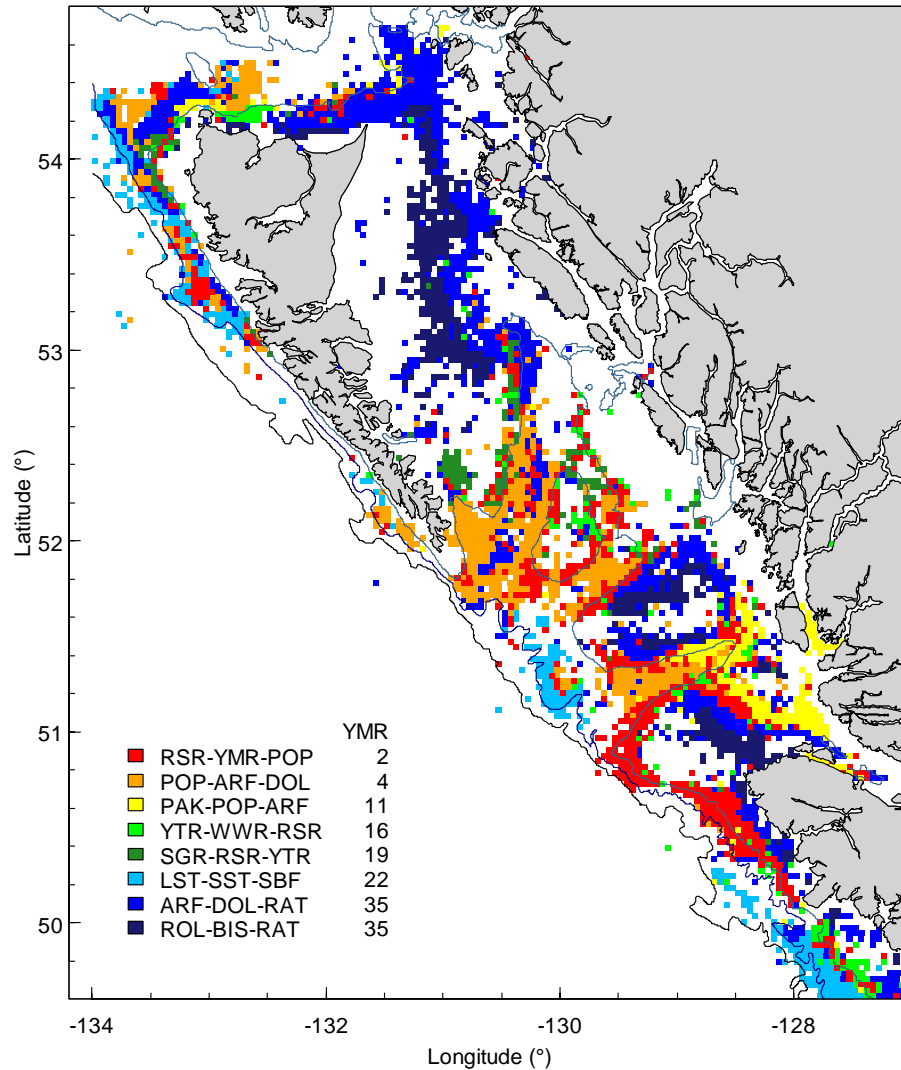 54
53
52
51
50
Latitude (°)
YMR
RSR-YMR-POP 2
POP-ARF-DOL 4
PAK-POP-ARF 11
YTR-WWR-RSR 16
SGR-RSR-YTR 19
LST-SST-SBF 22
ARF-DOL-RAT 35
ROL-BIS-RAT 35
-134 -132 -130 -128
Longitude (°)